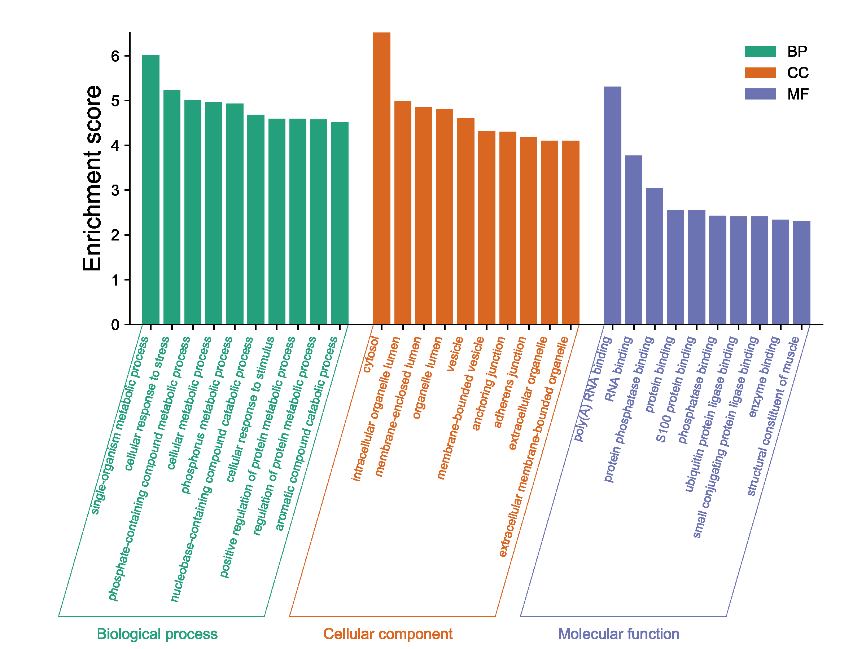 Enrichment score
6
5
4
3
2
1
0
BP
CC
MF
single-organism metabolic process
cellular response to stress
phosphate-containing compound metabolic process
cellular metabolic process
phosphorus metabolic process
nucleobase-containing compound catabolic process
cellular response to stimulus
positive regulation of protein metabolic process
regulation of protein metabolic process
aromatic compound catabolic process
cytosol
intracellular organelle lumen
membrane-enclosed lumen
organelle lumen
vesicle
membrane-bounded vesicle
anchoring junction
adherens junction
extracellular organelle
extracellular membrane-bounded organelle
poly(A) RNA binding
RNA binding
protein phosphatase binding
protein binding
S100 protein binding
phosphatase binding
ubiquitin protein ligase binding
small conjugating protein ligase binding
enzyme binding
structural constituent of muscle
Biological process
Cellular component
Molecular function